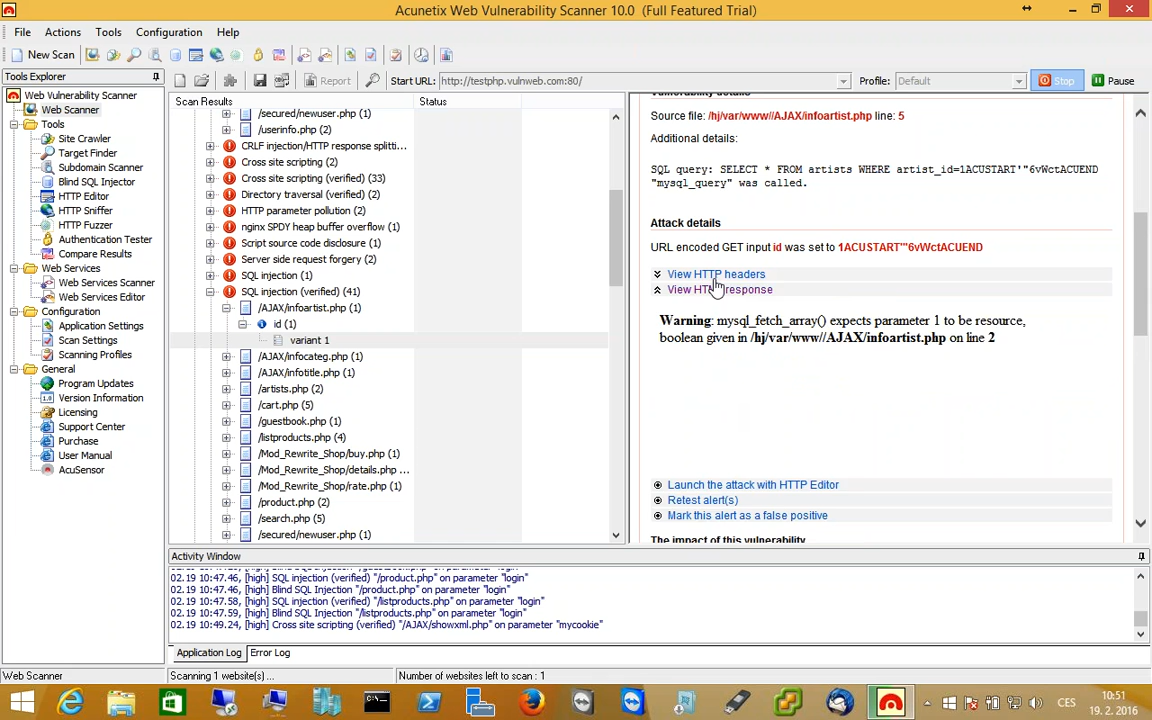 Acunetix Web Vulnerability Scanner 10.0 (Full Featured Trial)
File Actions Tools Configuration Help
New Scan
Tools Explorer
Report
Start URL: http://testphp.vulnweb.com:80/
Profile: Default
Stop
Pause
Web Vulnerability Scanner
Web Scanner
Tools
Site Crawler
Target Finder
Subdomain Scanner
Blind SQL Injector
HTTP Editor
HTTP Sniffer
HTTP Fuzzer
Authentication Tester
Compare Results
Web Services
Web Services Scanner
Web Services Editor
Configuration
Application Settings
Scan Settings
Scanning Profiles
General
Program Updates
Version Information
Licensing
Support Center
Purchase
User Manual
AcuSensor
Scan Results Status
/secured/newuser.php (1)
/userinfo.php (2)
CRLF injection/HTTP response splitti...
Cross site scripting (2)
Cross site scripting (verified) (33)
Directory traversal (verified) (2)
HTTP parameter pollution (2)
nginx SPDY heap buffer overflow (1)
Script source code disclosure (1)
Server side request forgery (2)
SQL injection (1)
SQL injection (verified) (41)
/AJAX/infoartist.php (1)
id (1)
variant 1
/AJAX/infocateg.php (1)
/AJAX/infotitle.php (1)
/artists.php (2)
/cart.php (5)
/guestbook.php (1)
/listproducts.php (4)
/Mod_Rewrite_Shop/buy.php (1)
/Mod_Rewrite_Shop/details.php ...
/Mod_Rewrite_Shop/rate.php (1)
/product.php (2)
/search.php (5)
/secured/newuser.php (1)
Vulnerability details
Source file: /hj/var/www//AJAX/infoartist.php line: 5
Additional details:
SQL query: SELECT * FROM artists WHERE artist_id=1ACUSTART'"6vWctACUEND
"mysql_query" was called.
Attack details
URL encoded GET input id was set to 1ACUSTART'"6vWctACUEND
View HTTP headers
View HT response
Warning: mysql_fetch_array() expects parameter 1 to be resource,
boolean given in /hj/var/www//AJAX/infoartist.php on line 2
Launch the attack with HTTP Editor
Retest alert(s)
Mark this alert as a false positive
The impact of this vulnerability
Activity Window
02.19 10:47.46, [high] SQL injection (verified) "/product.php" on parameter "login"
02.19 10:47.46, [high] Blind SQL Injection "/product.php" on parameter "login"
02.19 10:47.58, [high] SQL injection (verified) "/listproducts.php" on parameter "login"
02.19 10:47.59, [high] Blind SQL Injection "/listproducts.php" on parameter "login"
02.19 10:49.24, [high] Cross site scripting (verified) "/AJAX/showxml.php" on parameter "mycookie"
Application Log Error Log
Web Scanner
Scanning 1 website(s) ...
Number of websites left to scan : 1
CES
10:51
19. 2. 2016